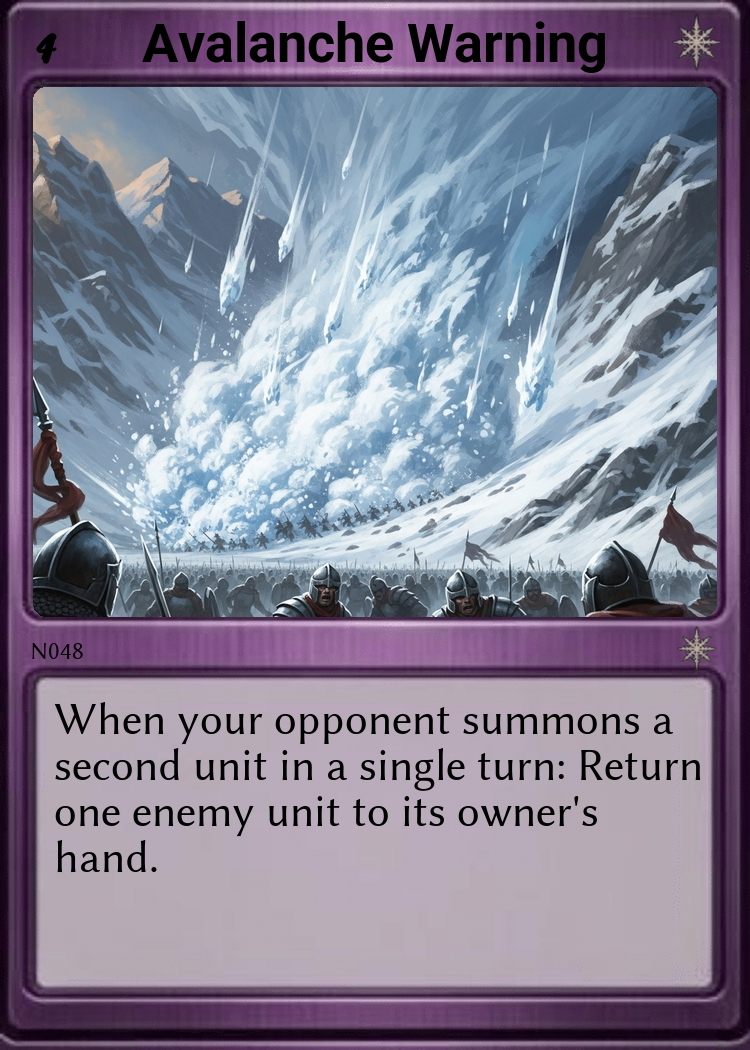 4
Avalanche Warning
N048
When your opponent summons a
second unit in a single turn: Return
one enemy unit to its owner's
hand.